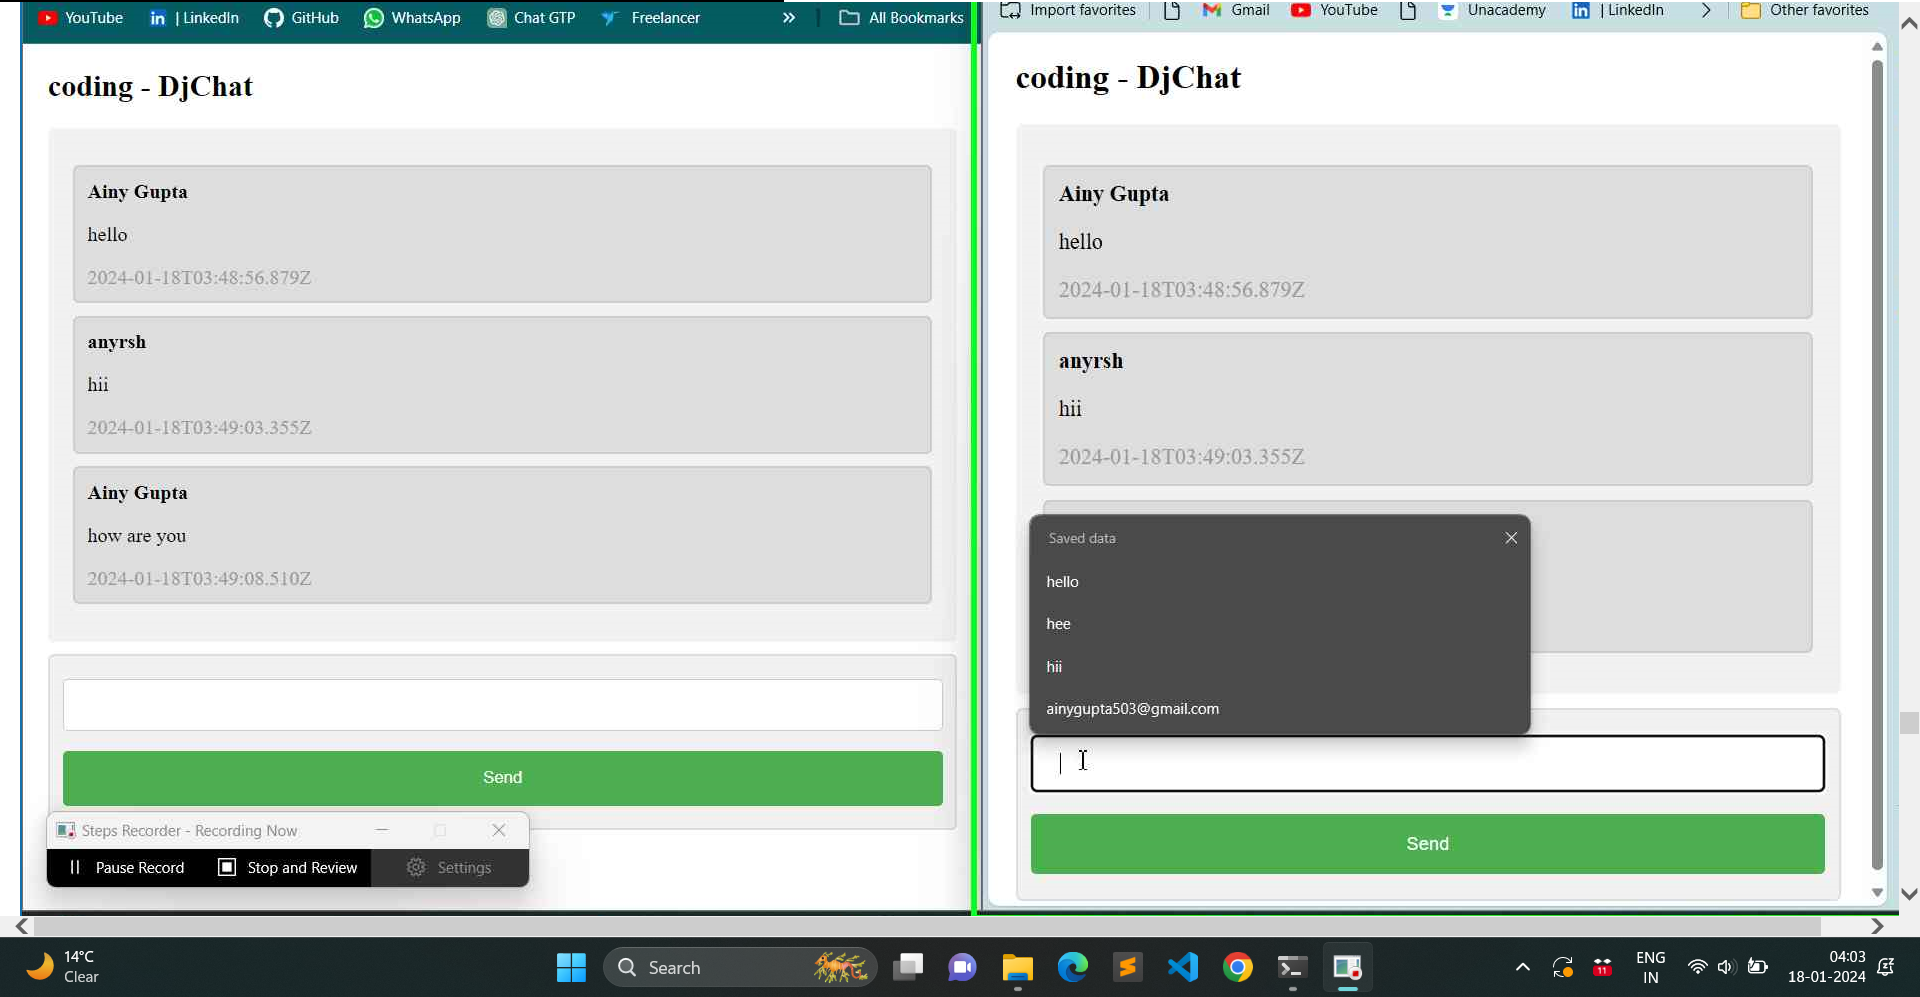 YouTube | LinkedIn GitHub WhatsApp Chat GTP Freelancer » All Bookmarks
coding - DjChat
Ainy Gupta
hello
2024-01-18T03:48:56.879Z
anyrsh
hii
2024-01-18T03:49:03.355Z
Ainy Gupta
how are you
2024-01-18T03:49:08.510Z
Send
Steps Recorder - Recording Now
Pause Record Stop and Review Settings
Import favorites Gmail YouTube Unacademy | LinkedIn Other favorites
coding - DjChat
Ainy Gupta
hello
2024-01-18T03:48:56.879Z
anyrsh
hii
2024-01-18T03:49:03.355Z
Saved data
hello
hee
hii
ainygupta503@gmail.com
Send
14°C
Clear
Search
11
ENG
IN
04:03
18-01-2024